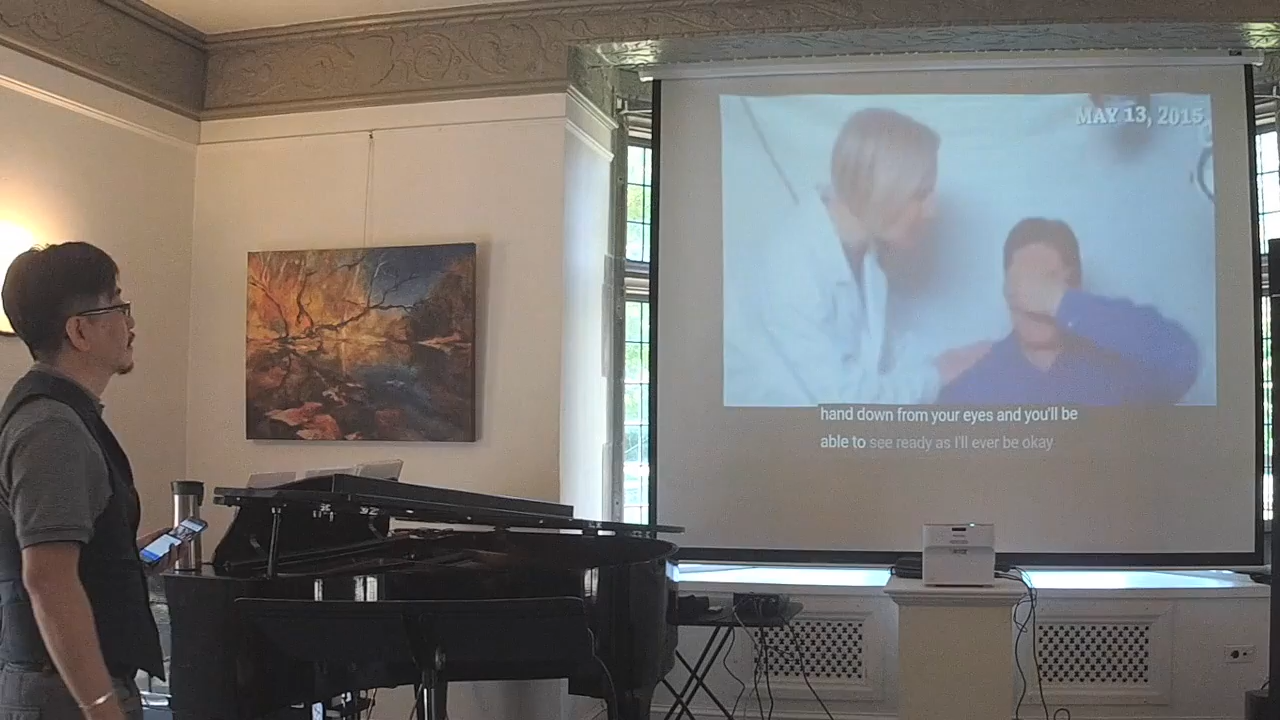 MAY 13, 2015
hand down from your eyes and you'll be
able to see ready as I'll ever be okay